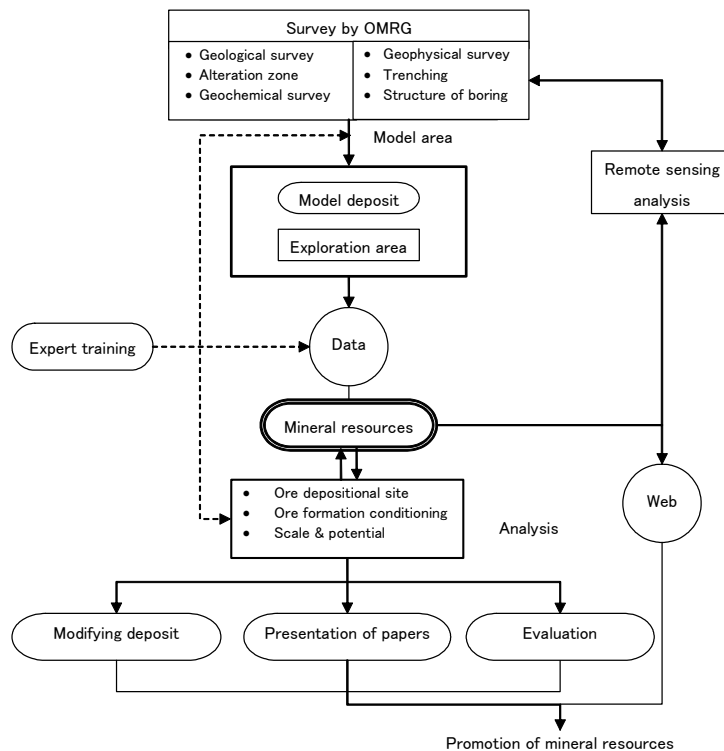 Survey by OMRG
• Geological survey
• Alteration zone
• Geochemical survey
• Geophysical survey
• Trenching
• Structure of boring
Model area
Remote sensing
analysis
Model deposit
Exploration area
Expert training
Data
Mineral resources
Web
• Ore depositional site
• Ore formation conditioning
• Scale & potential
Analysis
Modifying deposit
Presentation of papers
Evaluation
Promotion of mineral resources